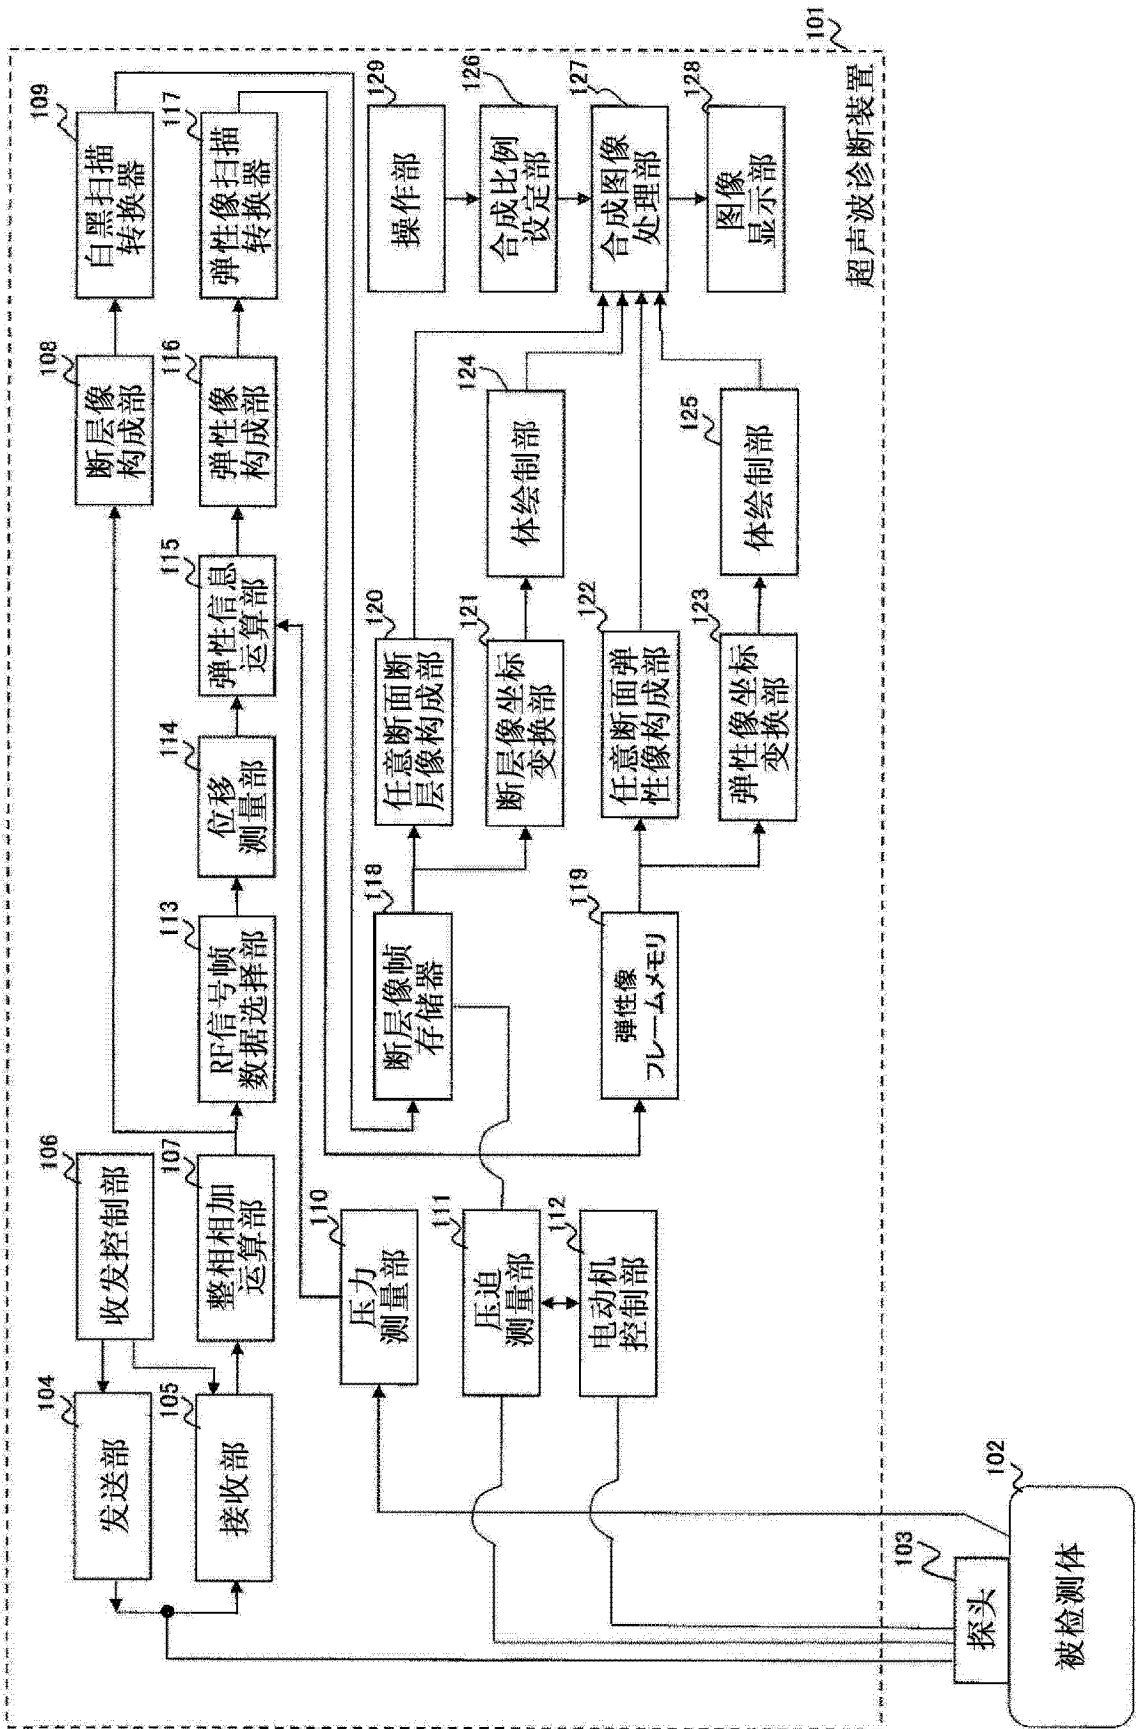 104
发送部
106
收发控制部
108
断层像
构成部
109
自黑扫描
转换器
105
接收部
107
整相相加
运算部
113
RF信号帧
数据选择部
114
位移
测量部
115
弹性信息
运算部
116
弹性像
构成部
117
弹性像扫描
转换器
110
压力
测量部
118
断层像帧
存储器
120
任意断面断
层像构成部
129
操作部
111
压迫
测量部
121
断层像坐标
变换部
124
体绘制部
126
合成比例
设定部
112
电动机
控制部
119
弹性像
フレームメモリ
122
任意断面弹
性像构成部
127
合成图像
处理部
123
弹性像坐标
变换部
125
体绘制部
128
图像
显示部
超声波诊断装置
101
103
探头
102
被检测体